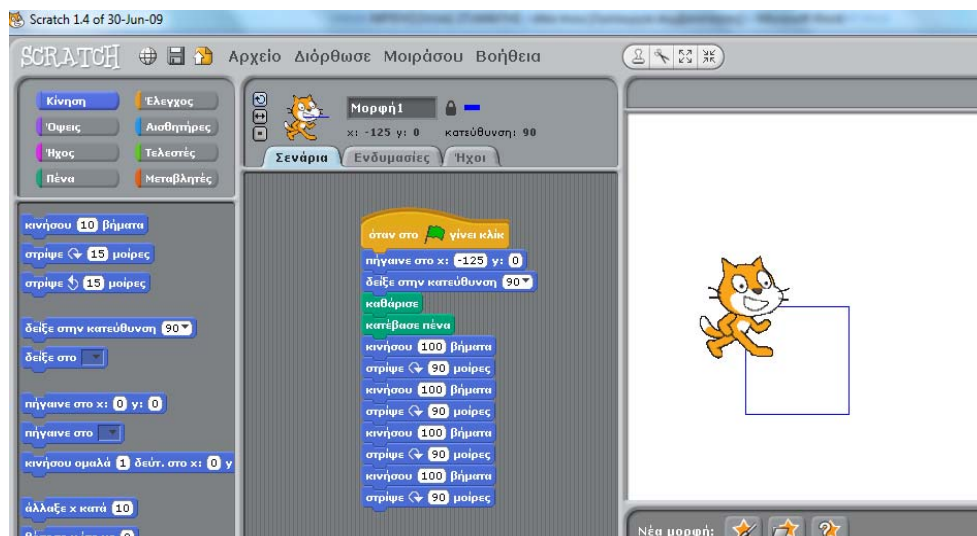 Scratch 1.4 of 30-Jun-09
SCRATCH Αρχείο Διόρθωσε Μοιράσου Βοήθεια
Κίνηση Έλεγχος
Όψεις Αισθητήρες
Ήχος Τελεστές
Πένα Μεταβλητές
κινήσου 10 βήματα
στρίψε 15 μοίρες
στρίψε 15 μοίρες
δείξε στην κατεύθυνση 90
δείξε στο
πήγαινε στο x: 0 y: 0
πήγαινε στο
κινήσου ομαλά 1 δεύτ. στο x: 0 y
άλλαξε x κατά 10
Μορφή1
x: -125 y: 0 κατεύθυνση: 90
Σενάρια Ενδυμασίες Ήχοι
όταν στο γίνει κλίκ
πήγαινε στο x: -125 y: 0
δείξε στην κατεύθυνση 90
καθάρισε
κατέβασε πένα
κινήσου 100 βήματα
στρίψε 90 μοίρες
κινήσου 100 βήματα
στρίψε 90 μοίρες
κινήσου 100 βήματα
στρίψε 90 μοίρες
κινήσου 100 βήματα
στρίψε 90 μοίρες
Νέα μορφή: